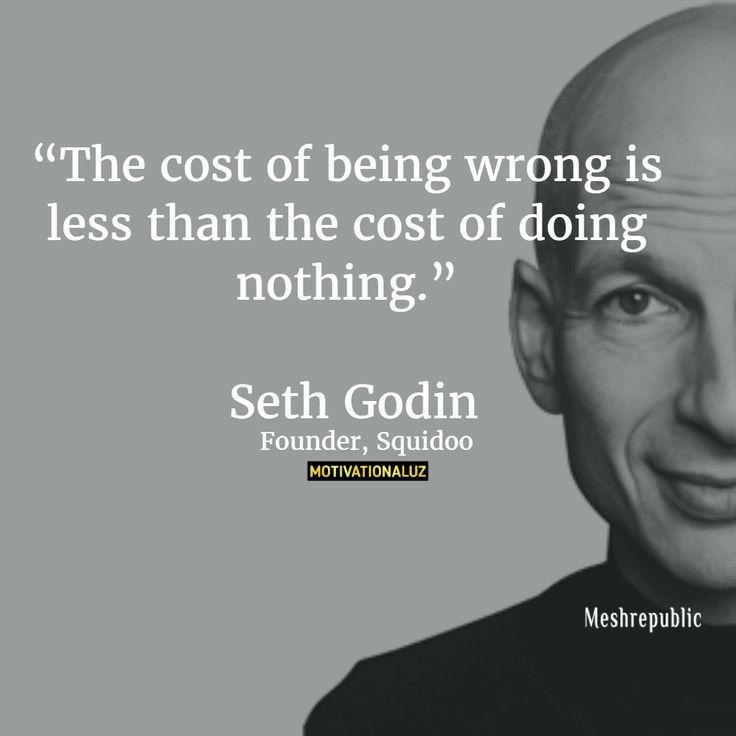 “The cost of being wrong is
less than the cost of doing
nothing.”
Seth Godin
Founder, Squidoo
MOTIVATIONALUZ
Meshrepublic